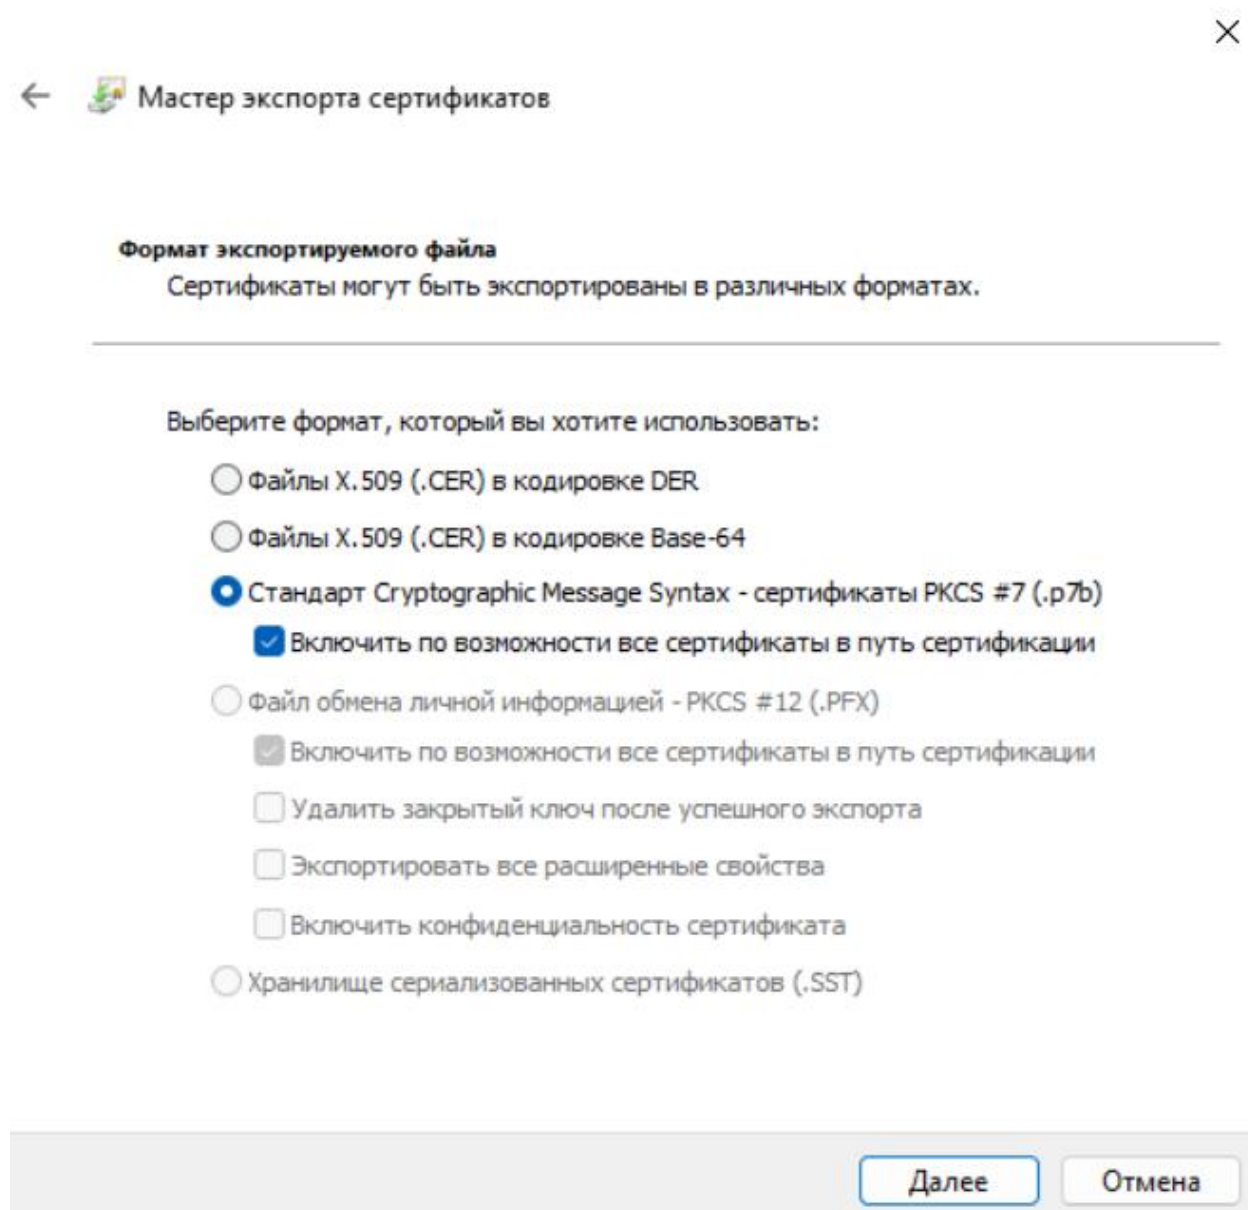 Мастер экспорта сертификатов
Формат экспортируемого файла
Сертификаты могут быть экспортированы в различных форматах.
Выберите формат, который вы хотите использовать:
Файлы X.509 (.CER) в кодировке DER
Файлы X.509 (.CER) в кодировке Base-64
Стандарт Cryptographic Message Syntax - сертификаты PKCS #7 (.p7b)
Включить по возможности все сертификаты в путь сертификации
Файл обмена личной информацией - PKCS #12 (.PFX)
Включить по возможности все сертификаты в путь сертификации
Удалить закрытый ключ после успешного экспорта
Экспортировать все расширенные свойства
Включить конфиденциальность сертификата
Хранилище сериализованных сертификатов (.SST)
Далее Отмена